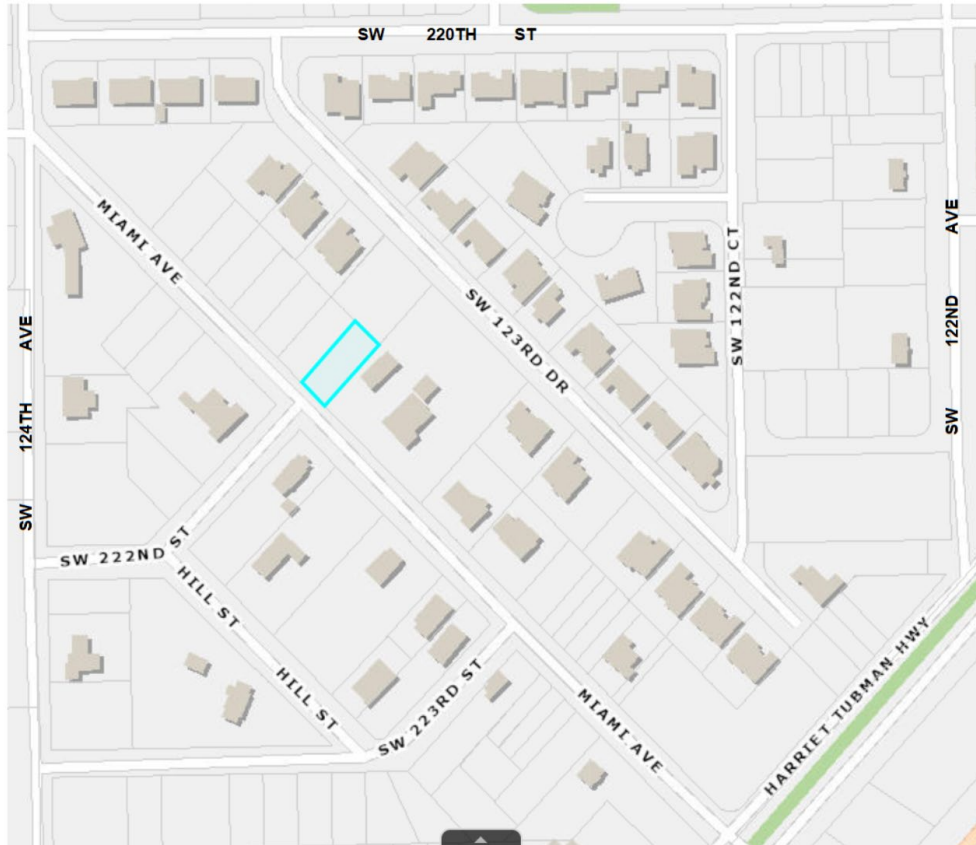 SW 220TH ST
MIAMI AVE
SW 124TH AVE
SW 123RD DR
SW 122ND CT
SW 122ND AVE
SW 222ND ST
HILL ST
HILL ST
SW 223RD ST
MIAMI AVE
HARRIET TUBMAN HWY